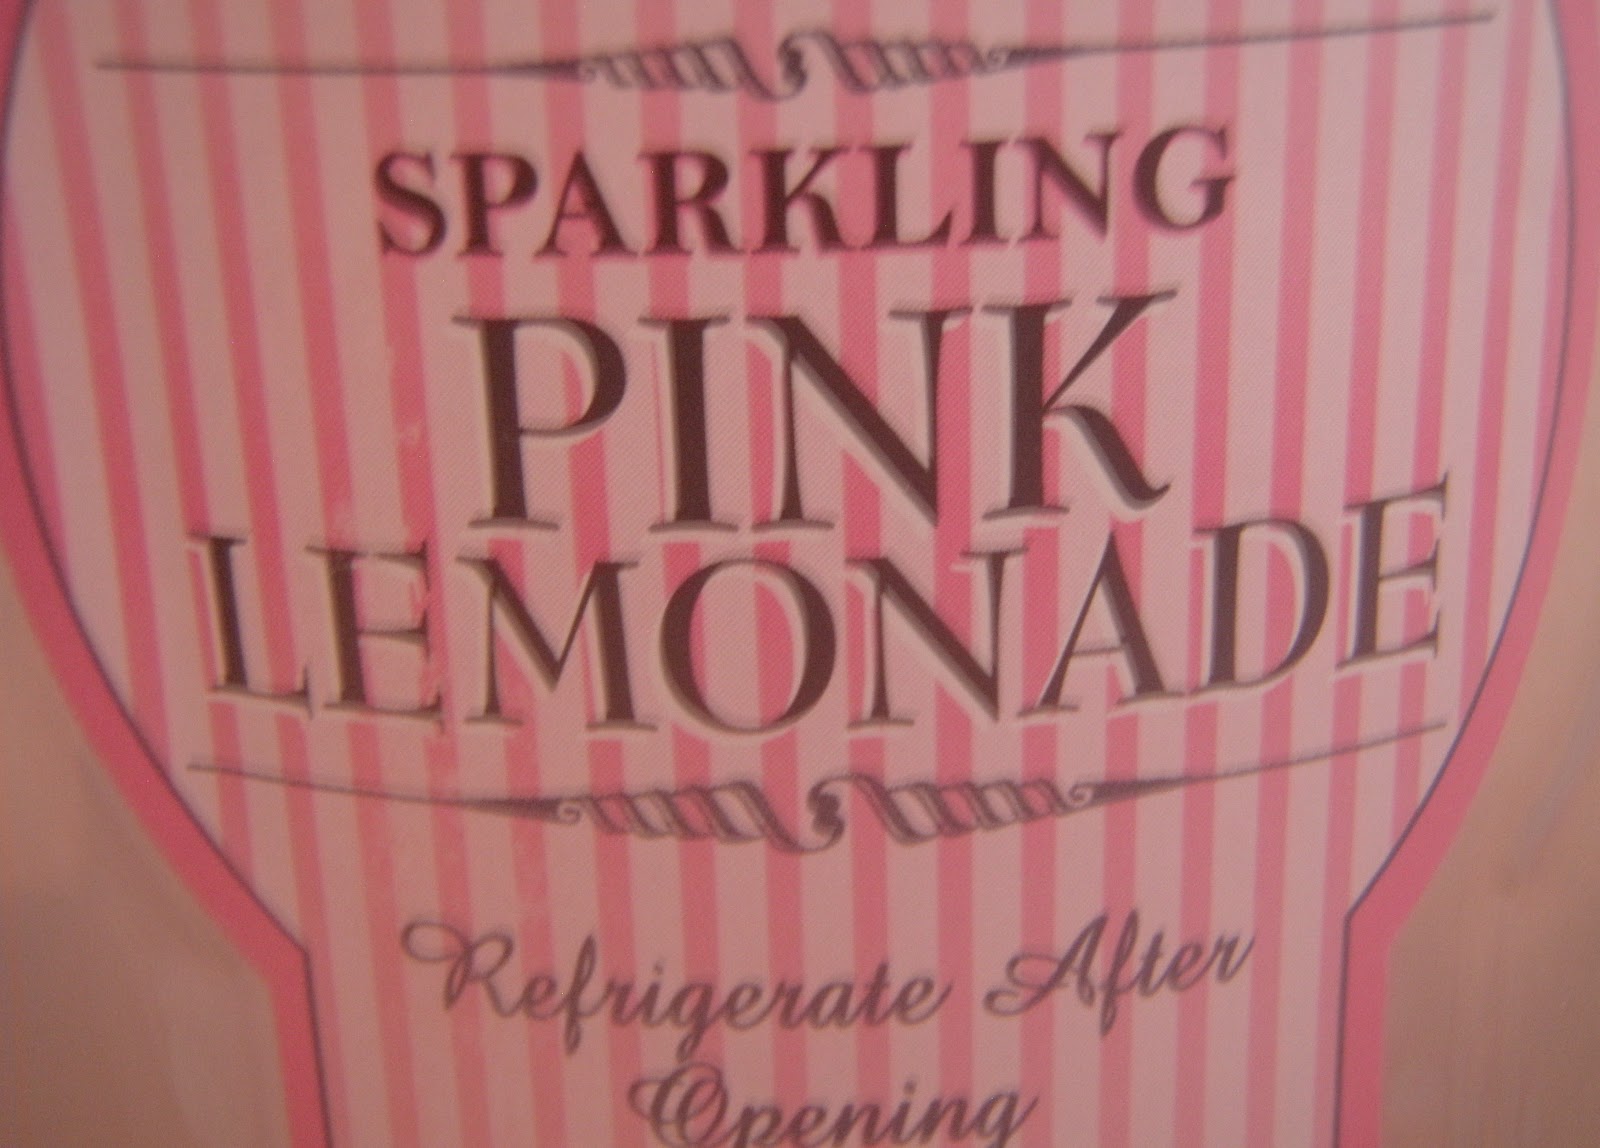 SPARKLING
PINK
LEMONADE
Refrigerate After
Opening